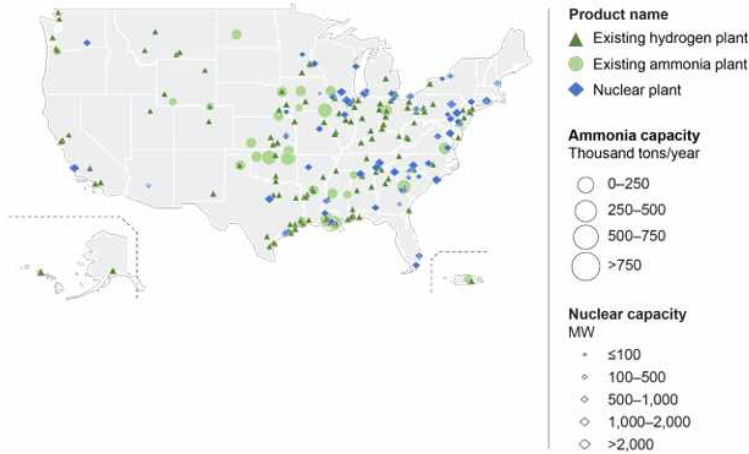 Product name
Existing hydrogen plant
Existing ammonia plant
Nuclear plant
Ammonia capacity
Thousand tons/year
0–250
250–500
500–750
>750
Nuclear capacity
MW
≤100
100–500
500–1,000
1,000–2,000
>2,000